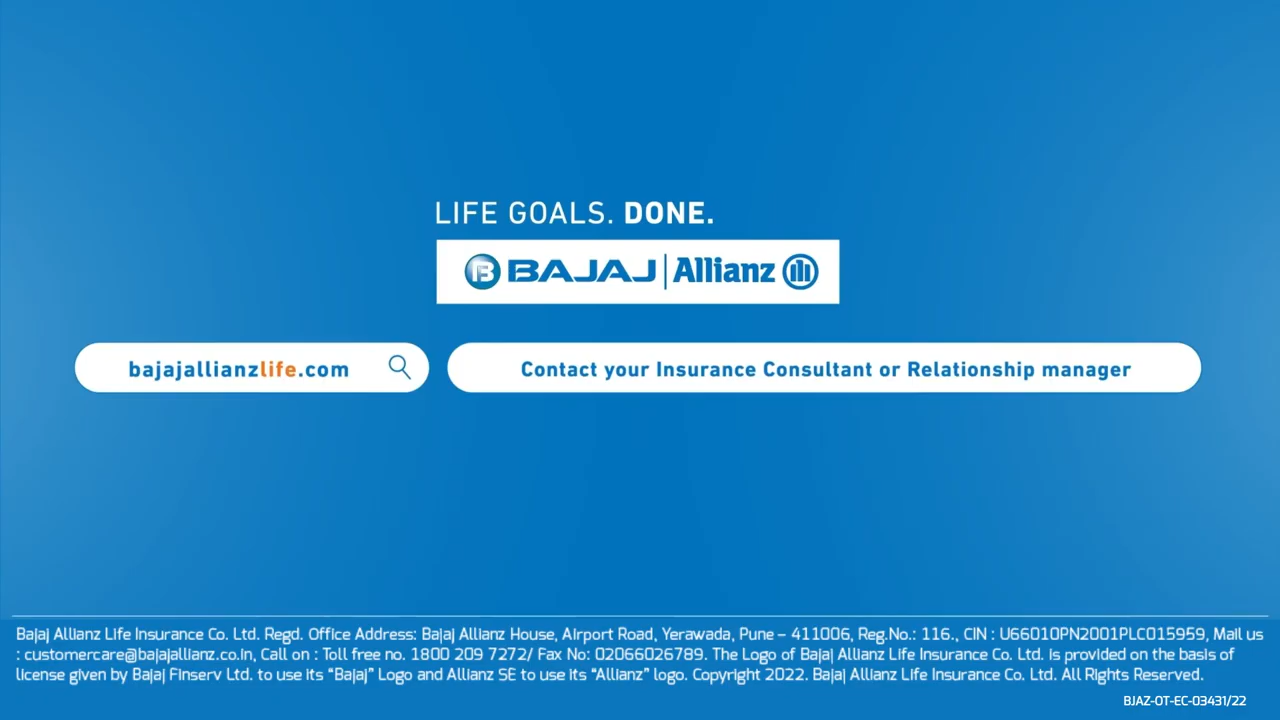 LIFE GOALS. DONE.
BAJAJ | Allianz
bajajallianzlife.com
Contact your Insurance Consultant or Relationship manager
Bajaj Allianz Life Insurance Co. Ltd. Regd. Office Address: Bajaj Allianz House, Airport Road, Yerawada, Pune – 411006, Reg.No.: 116., CIN : U66010PN2001PLC015959, Mail us
: customercare@bajajallianz.co.in, Call on : Toll free no. 1800 209 7272/ Fax No: 02066026789. The Logo of Bajaj Allianz Life Insurance Co. Ltd. is provided on the basis of
license given by Bajaj Finserv Ltd. to use its “Bajaj” Logo and Allianz SE to use its “Allianz” logo. Copyright 2022. Bajaj Allianz Life Insurance Co. Ltd. All Rights Reserved.
BJAZ-OT-EC-03431/22